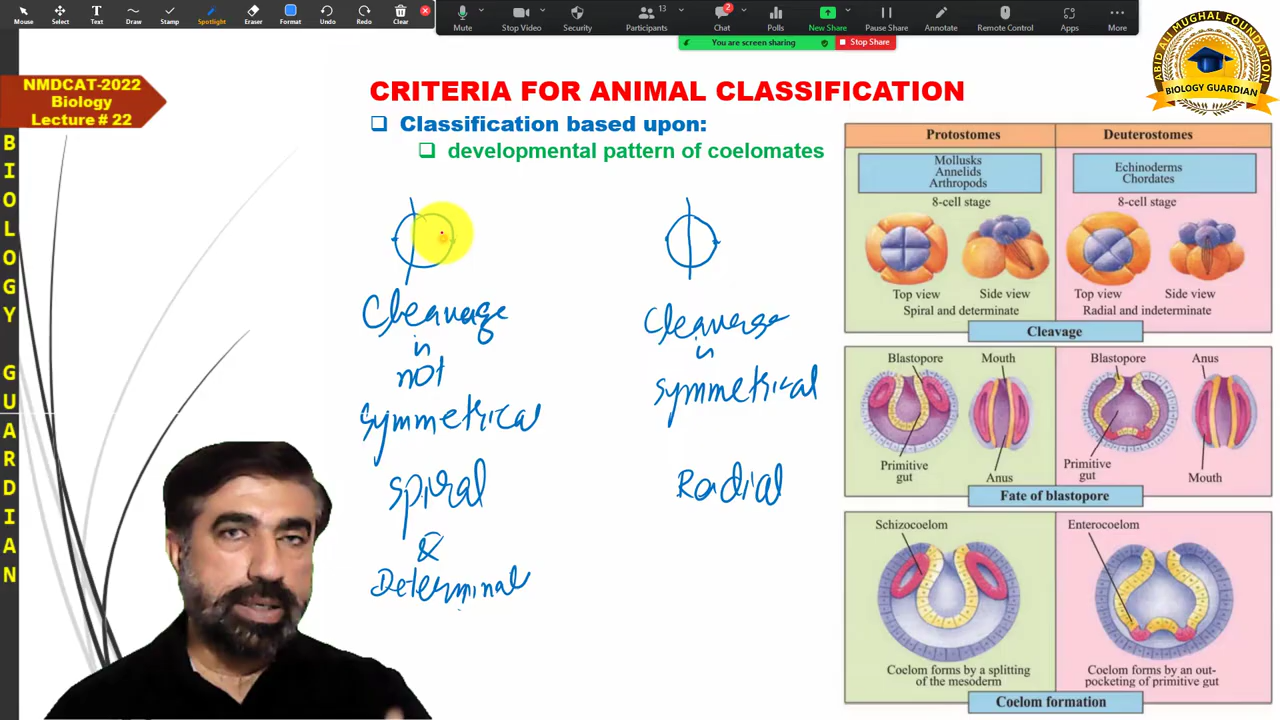 Mouse Select Text Draw Stamp Spotlight Eraser Format Undo Redo Clear
Mute Stop Video Security Participants 13 Chat 2 Polls New Share Pause Share Annotate Remote Control Apps More
You are screen sharing Stop Share
NMDCAT-2022
Biology
Lecture # 22
BIOLOGY GUARDIAN
CRITERIA FOR ANIMAL CLASSIFICATION
Classification based upon:
developmental pattern of coelomates
ABID ALI MUGHAL FOUNDATION
BIOLOGY GUARDIAN
Cleavage
is
not
symmetrical
Spiral
&
Determinal
Cleavage
is
symmetrical
Radial
Protostomes Deuterostomes
Mollusks
Annelids
Arthropods
Echinoderms
Chordates
8-cell stage 8-cell stage
Top view Side view Top view Side view
Spiral and determinate Radial and indeterminate
Cleavage
Blastopore Mouth Blastopore Anus
Primitive
gut
Anus
Primitive
gut
Mouth
Fate of blastopore
Schizocoelom Enterocoelom
Coelom forms by a splitting
of the mesoderm
Coelom forms by an out-
pocketing of primitive gut
Coelom formation